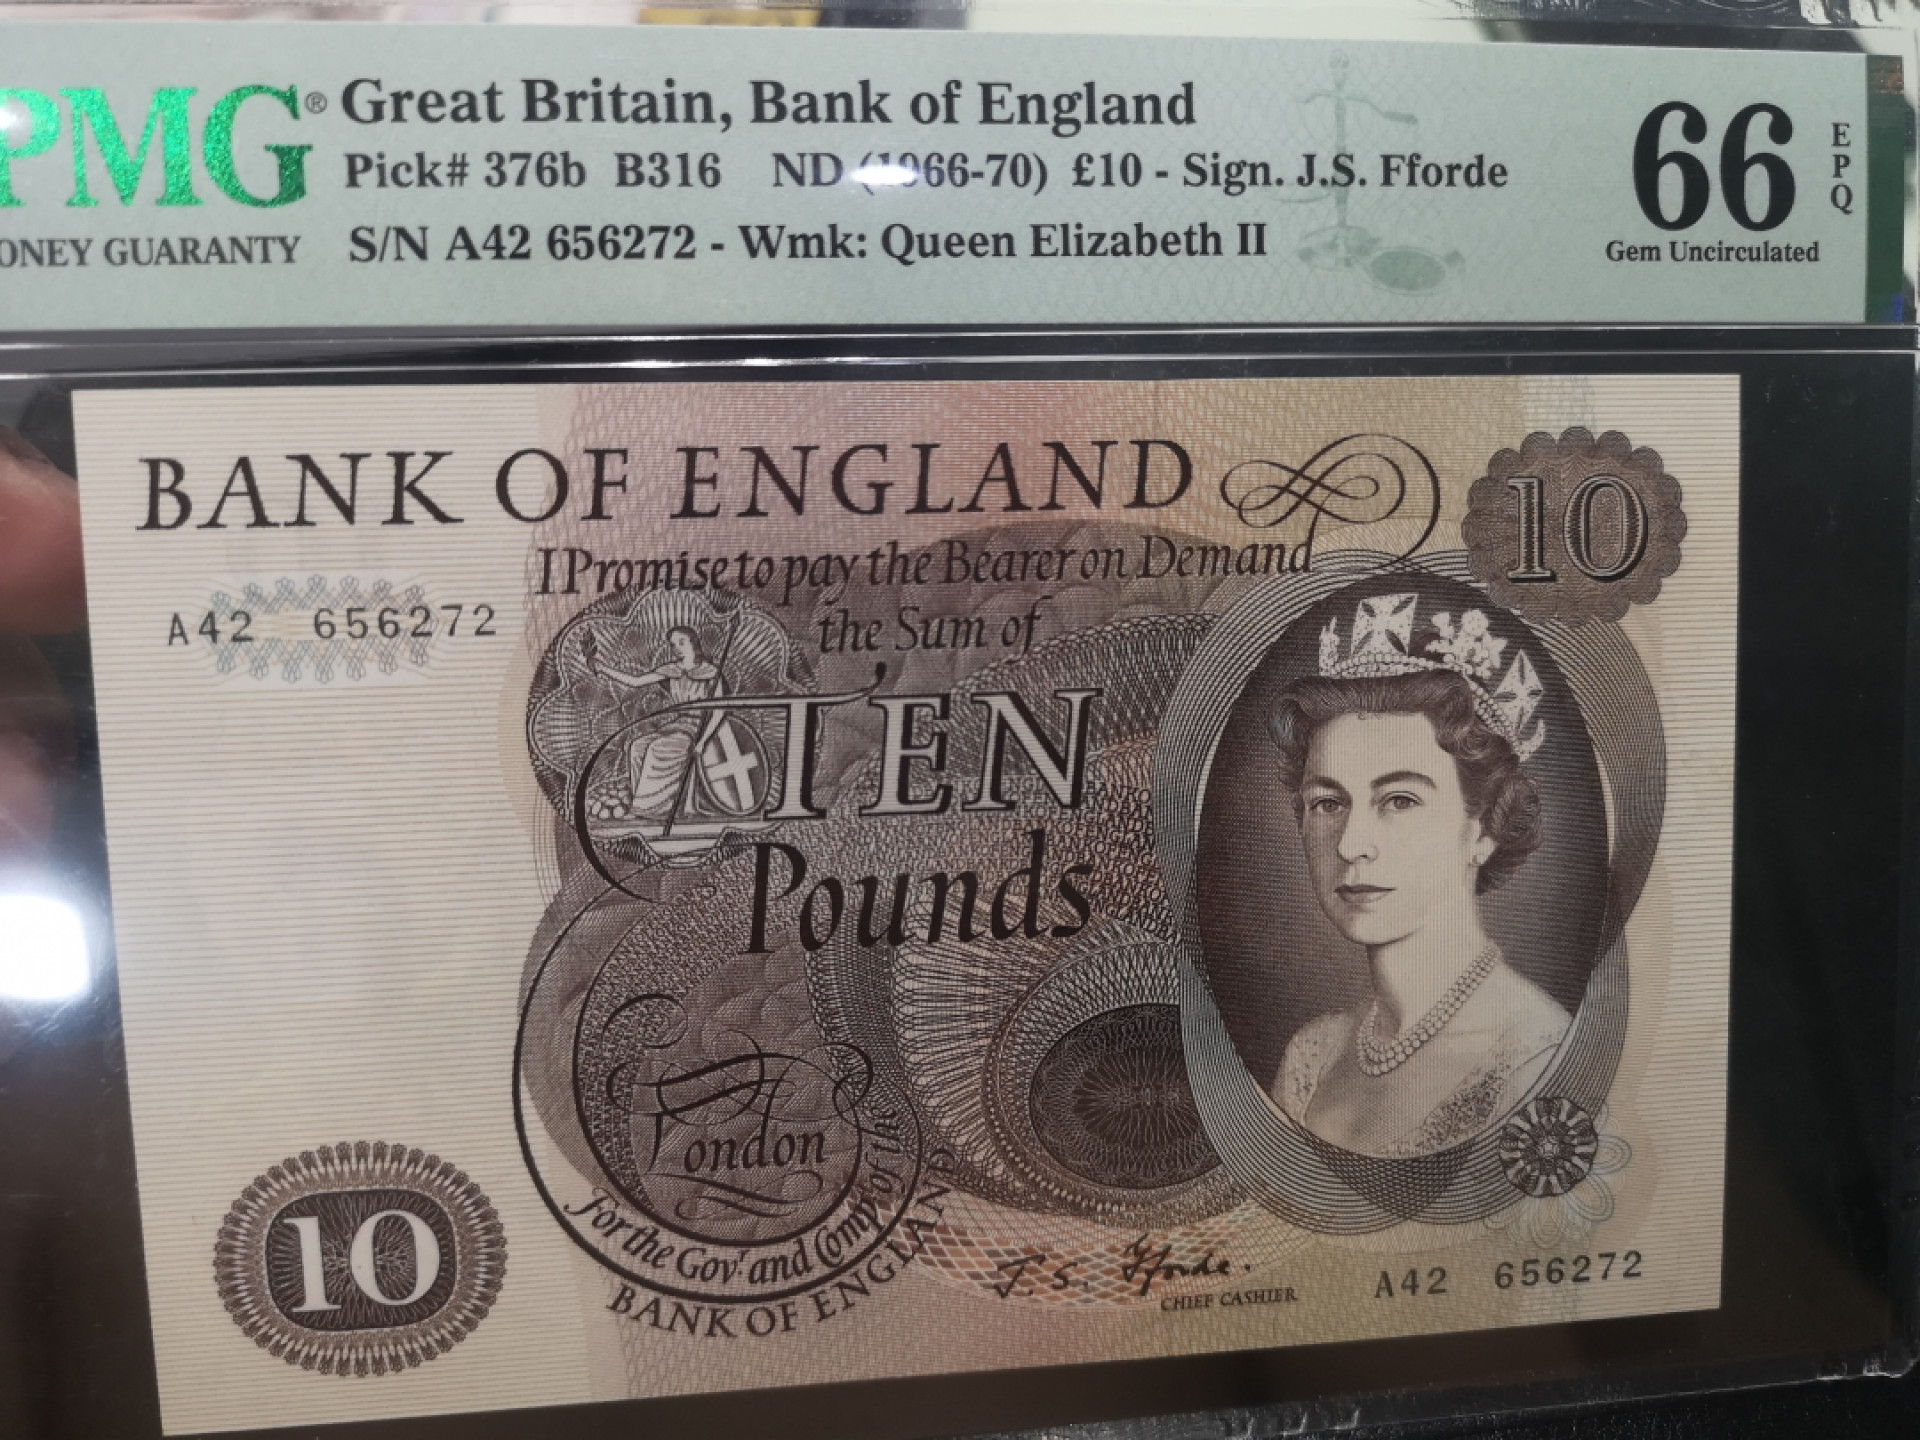 PMG®
MONEY GUARANTY
Great Britain, Bank of England
Pick# 376b B316 ND (1966-70) £10 - Sign. J.S. Fforde
S/N A42 656272 - Wmk: Queen Elizabeth II
66
EPQ
Gem Uncirculated
BANK OF ENGLAND
10
I Promise to pay the Bearer on Demand
the Sum of
A42 656272
TEN
Pounds
London
For the Govr. and Compa. of the
BANK OF ENGLAND
10
J. S. Fforde.
CHIEF CASHIER
A42 656272